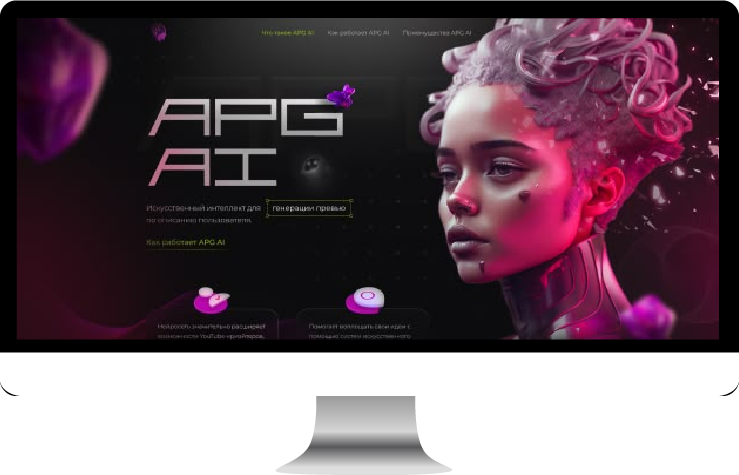 Что такое APG AI Как работает APG AI Преимущества APG AI
APG
AI
Искусственный интеллект для генерации превью
по описанию пользователя.
Как работает APG AI
Нейросеть значительно расширяет
возможности YouTube
Помогает воплощать свои идеи с
помощью систем искусственного